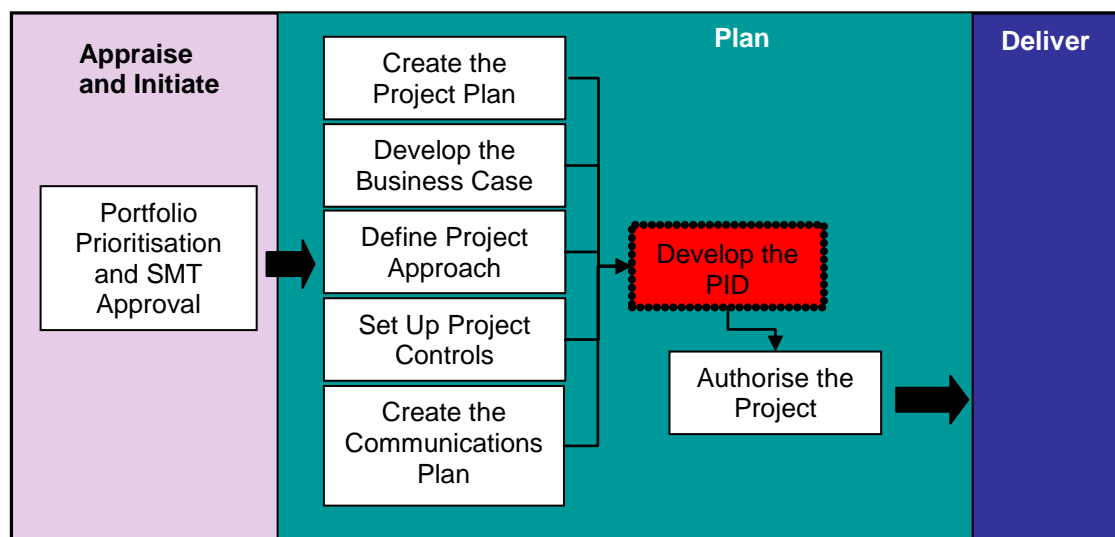 Appraise
and Initiate
Portfolio
Prioritisation
and SMT
Approval
Plan
Create the
Project Plan
Develop the
Business Case
Define Project
Approach
Set Up Project
Controls
Create the
Communications
Plan
Develop the
PID
Authorise the
Project
Deliver